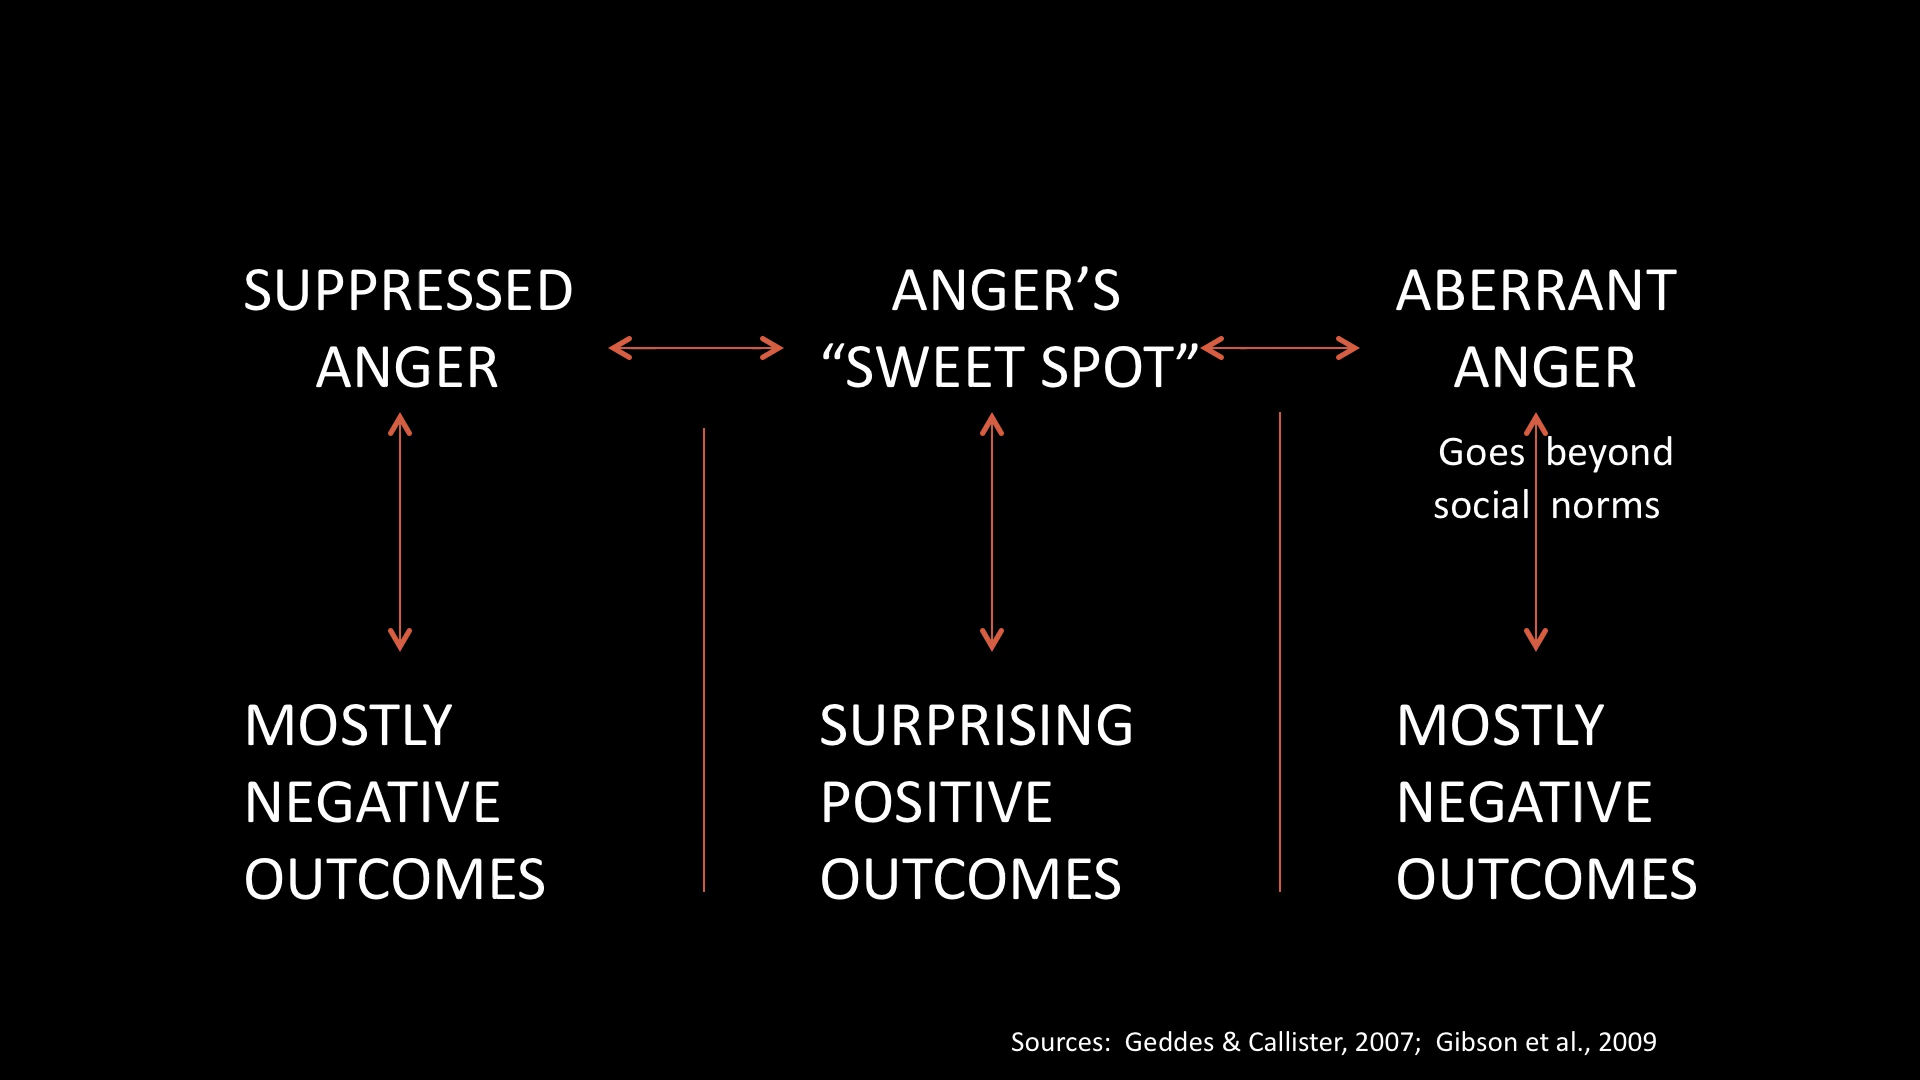 SUPPRESSED
ANGER
ANGER’S
“SWEET SPOT”
ABERRANT
ANGER
Goes beyond
social norms
MOSTLY
NEGATIVE
OUTCOMES
SURPRISING
POSITIVE
OUTCOMES
MOSTLY
NEGATIVE
OUTCOMES
Sources: Geddes & Callister, 2007; Gibson et al., 2009